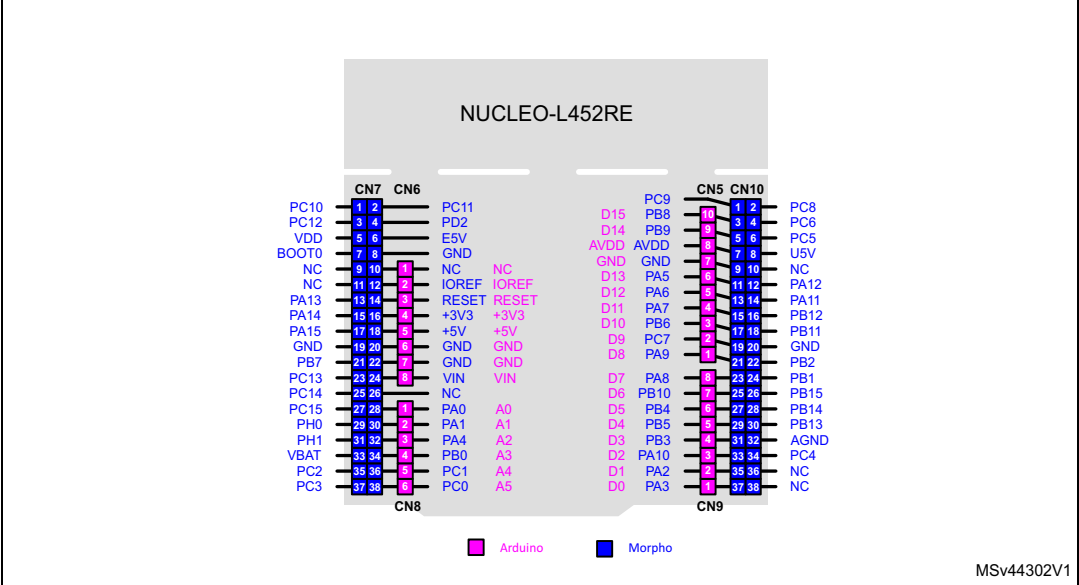 NUCLEO-L452RE
CN7 CN6 CN5 CN10
PC9
PC10 1 2 PC11 1 2 PC8
PC12 3 4 PD2 D15 PB8 10 3 4 PC6
VDD 5 6 E5V D14 PB9 9 5 6 PC5
BOOT0 7 8 GND AVDD AVDD 8 7 8 U5V
NC 9 10 1 NC NC GND GND 7 9 10 NC
NC 11 12 2 IOREF IOREF D13 PA5 6 11 12 PA12
PA13 13 14 3 RESET RESET D12 PA6 5 13 14 PA11
PA14 15 16 4 +3V3 +3V3 D11 PA7 4 15 16 PB12
PA15 17 18 5 +5V +5V D10 PB6 3 17 18 PB11
GND 19 20 6 GND GND D9 PC7 2 19 20 GND
PB7 21 22 7 GND GND D8 PA9 1 21 22 PB2
PC13 23 24 8 VIN VIN D7 PA8 8 23 24 PB1
PC14 25 26 NC D6 PB10 7 25 26 PB15
PC15 27 28 1 PA0 A0 D5 PB4 6 27 28 PB14
PH0 29 30 2 PA1 A1 D4 PB5 5 29 30 PB13
PH1 31 32 3 PA4 A2 D3 PB3 4 31 32 AGND
VBAT 33 34 4 PB0 A3 D2 PA10 3 33 34 PC4
PC2 35 36 5 PC1 A4 D1 PA2 2 35 36 NC
PC3 37 38 6 PC0 A5 D0 PA3 1 37 38 NC
CN8 CN9
Arduino Morpho
MSv44302V1